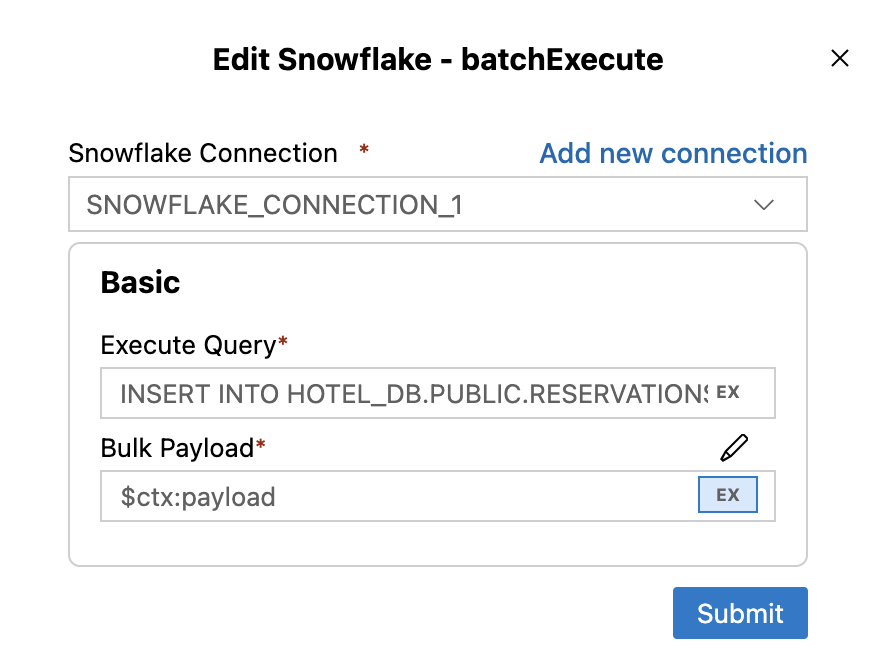 Edit Snowflake - batchExecute
Snowflake Connection * Add new connection
SNOWFLAKE_CONNECTION_1
Basic
Execute Query*
INSERT INTO HOTEL_DB.PUBLIC.RESERVATIONS EX
Bulk Payload*
$ctx:payload EX
Submit